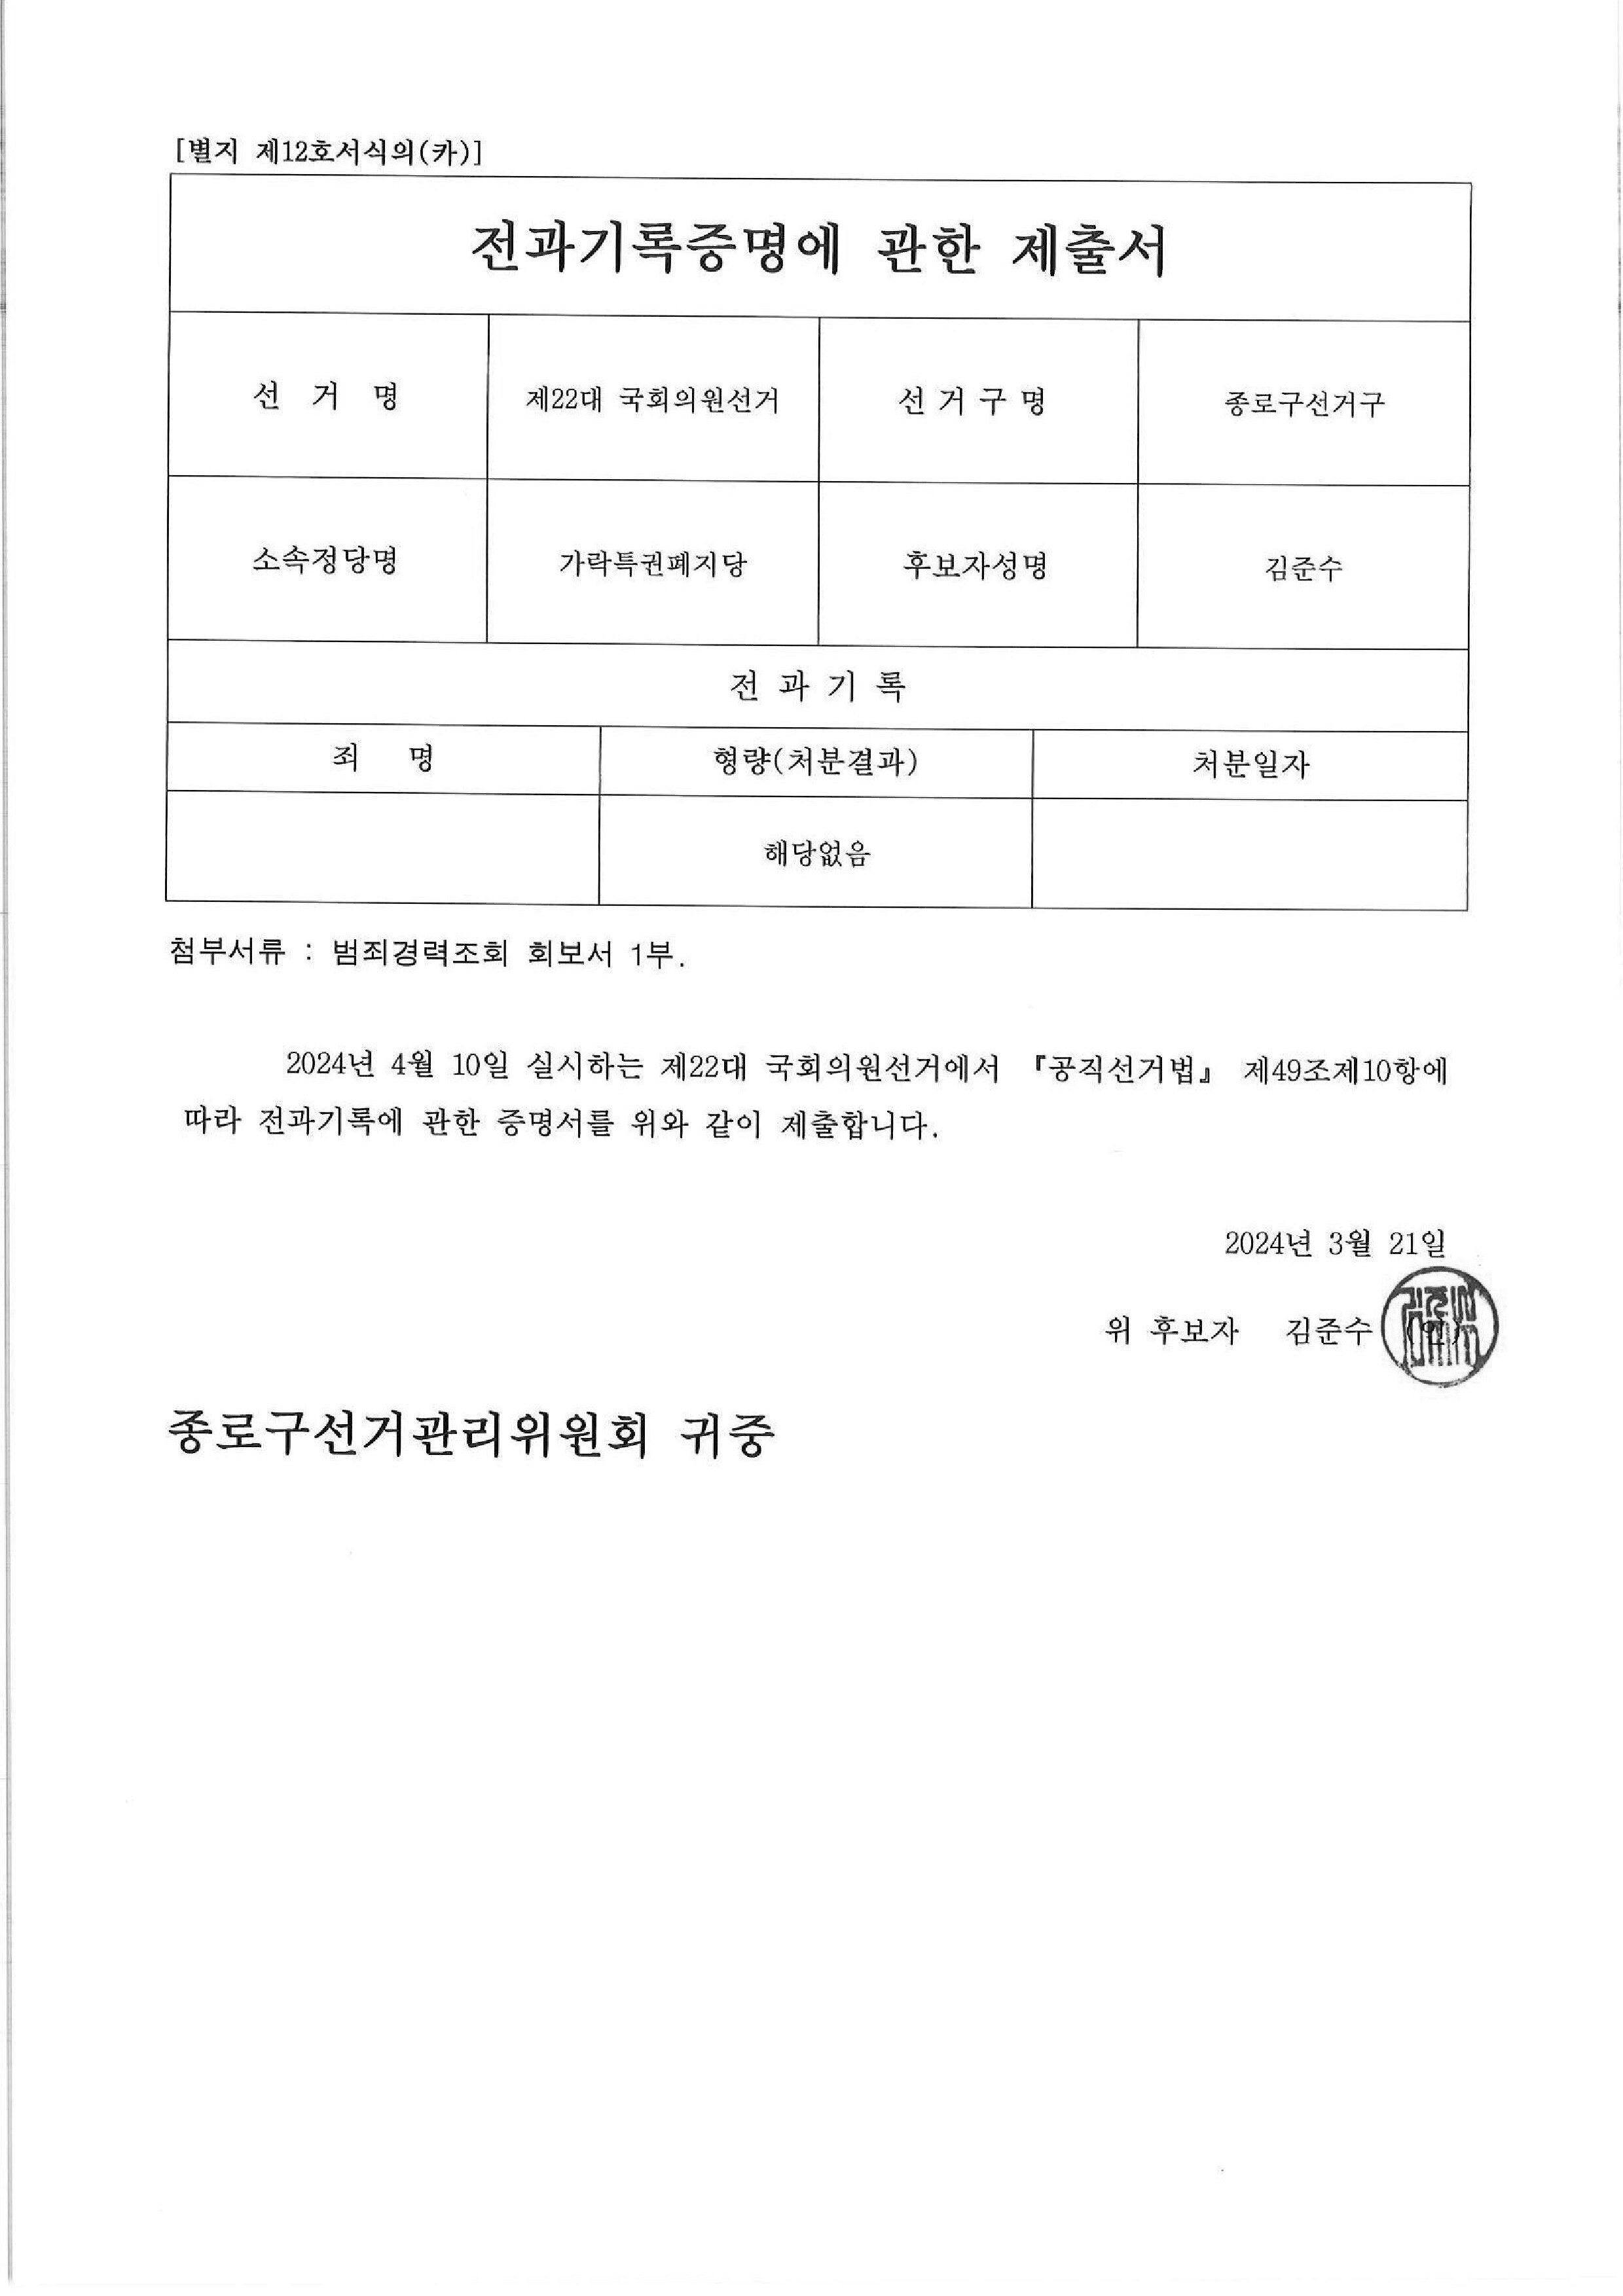 [별지 제12호서식의(카)]
전과기록증명에 관한 제출서
선 거 명 제22대 국회의원선거 선거구명 종로구선거구
소속정당명 가락특권폐지당 후보자성명 김준수
전 과 기 록
죄 명 형량(처분결과) 처분일자
해당없음
첨부서류 : 범죄경력조회 회보서 1부.
2024년 4월 10일 실시하는 제22대 국회의원선거에서 『공직선거법』 제49조제10항에
따라 전과기록에 관한 증명서를 위와 같이 제출합니다.
2024년 3월 21일
위 후보자 김준수 (인)
종로구선거관리위원회 귀중